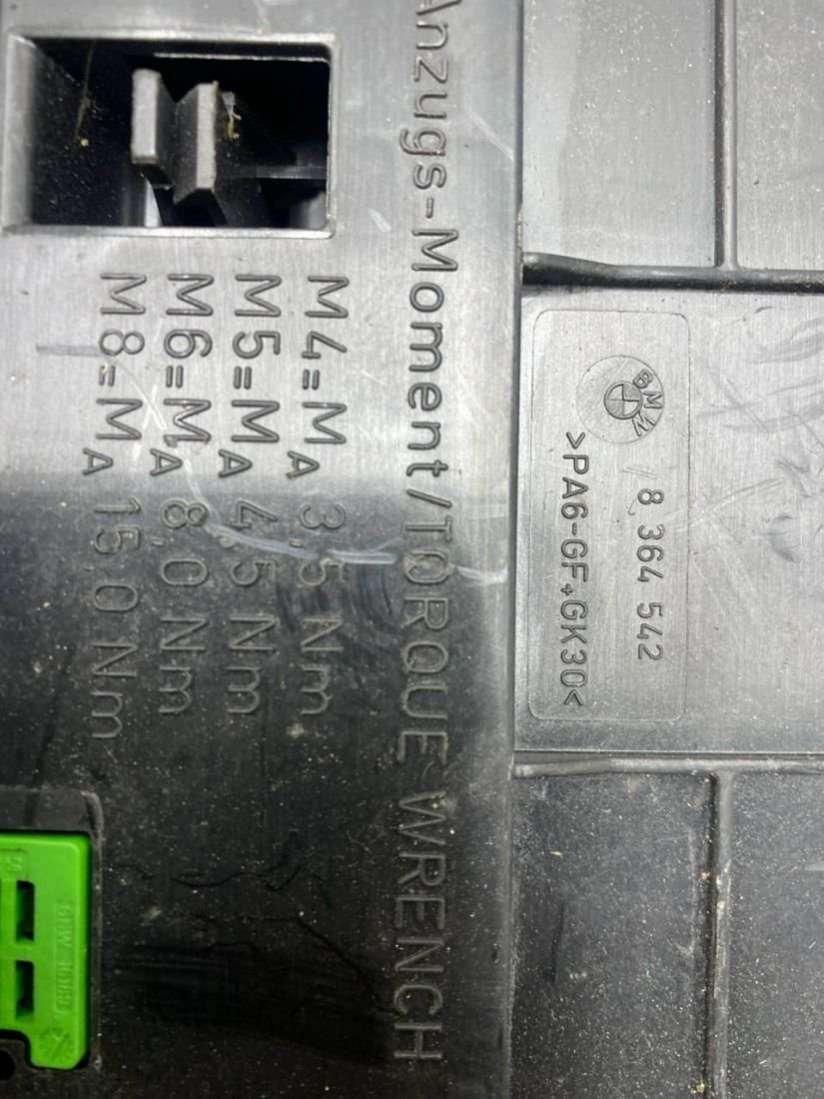 Anzugs-Moment/TORQUE WRENCH
M4=MA 3,5 Nm
M5=MA 4,5 Nm
M6=MA 8,0 Nm
M8=MA 15,0 Nm
BMW
8 364 542
>PA6-GF+GK30<